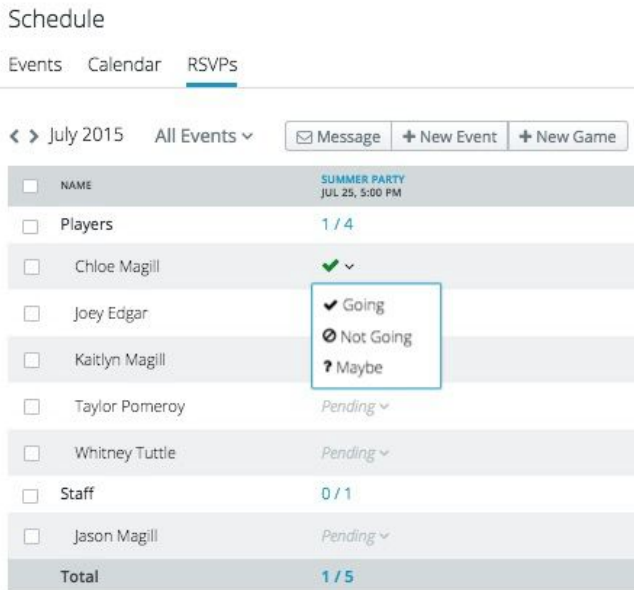 Schedule
Events Calendar RSVPs
July 2015 All Events Message + New Event + New Game
NAME SUMMER PARTY
JUL 25, 5:00 PM
Players 1 / 4
Chloe Magill
Going
Joey Edgar
Not Going
Kaitlyn Magill
? Maybe
Taylor Pomeroy Pending
Whitney Tuttle Pending
Staff 0 / 1
Jason Magill Pending
Total 1 / 5